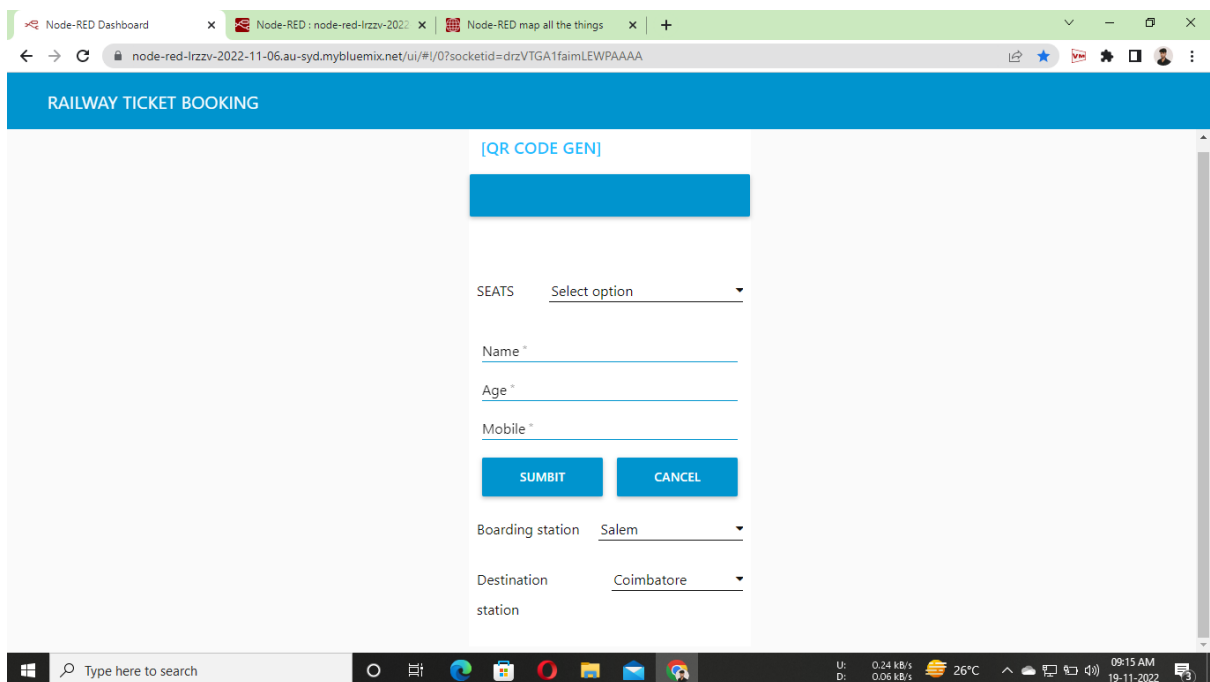 Node-RED Dashboard
Node-RED : node-red-lrzzv-2022
Node-RED map all the things
node-red-lrzzv-2022-11-06.au-syd.mybluemix.net/ui/#!/0?socketid=drzVTGA1faimLEWPAAAA
VM
RAILWAY TICKET BOOKING
[QR CODE GEN]
SEATS Select option
Name *
Age *
Mobile *
SUMBIT CANCEL
Boarding station Salem
Destination Coimbatore
station
Type here to search
U: 0.24 kB/s
D: 0.06 kB/s
26°C
09:15 AM
19-11-2022
3